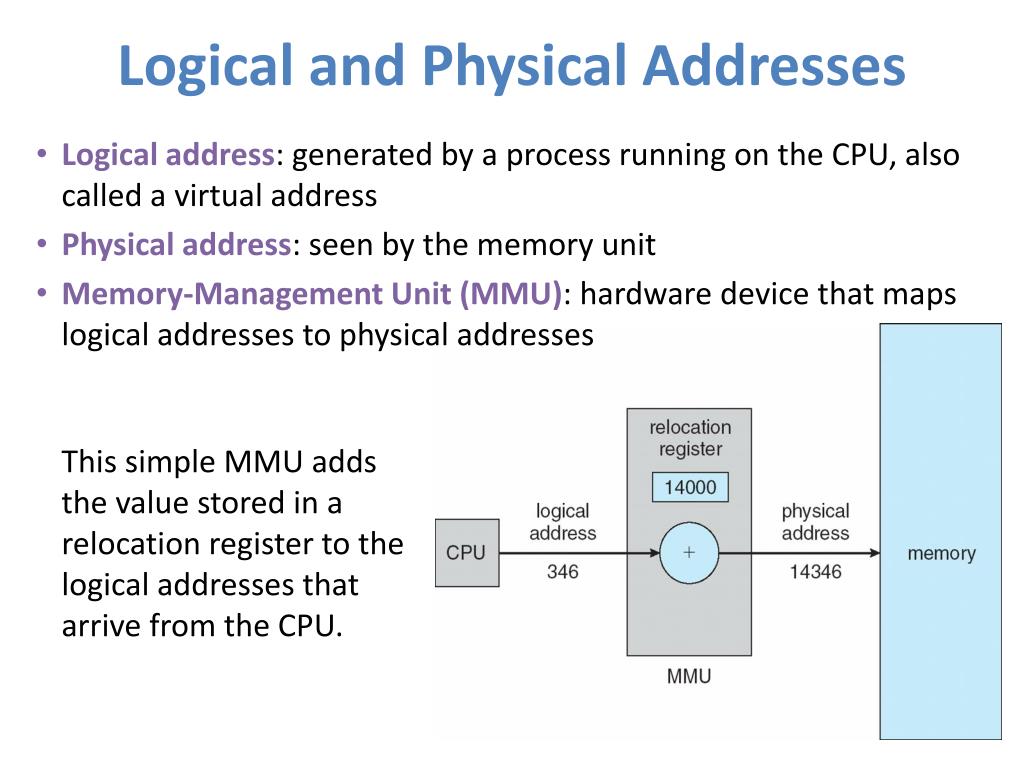 Logical and Physical Addresses
• Logical address: generated by a process running on the CPU, also
called a virtual address
• Physical address: seen by the memory unit
• Memory-Management Unit (MMU): hardware device that maps
logical addresses to physical addresses
This simple MMU adds
the value stored in a
relocation register to the
logical addresses that
arrive from the CPU.
CPU
logical
address
346
relocation
register
14000
+
MMU
physical
address
14346
memory